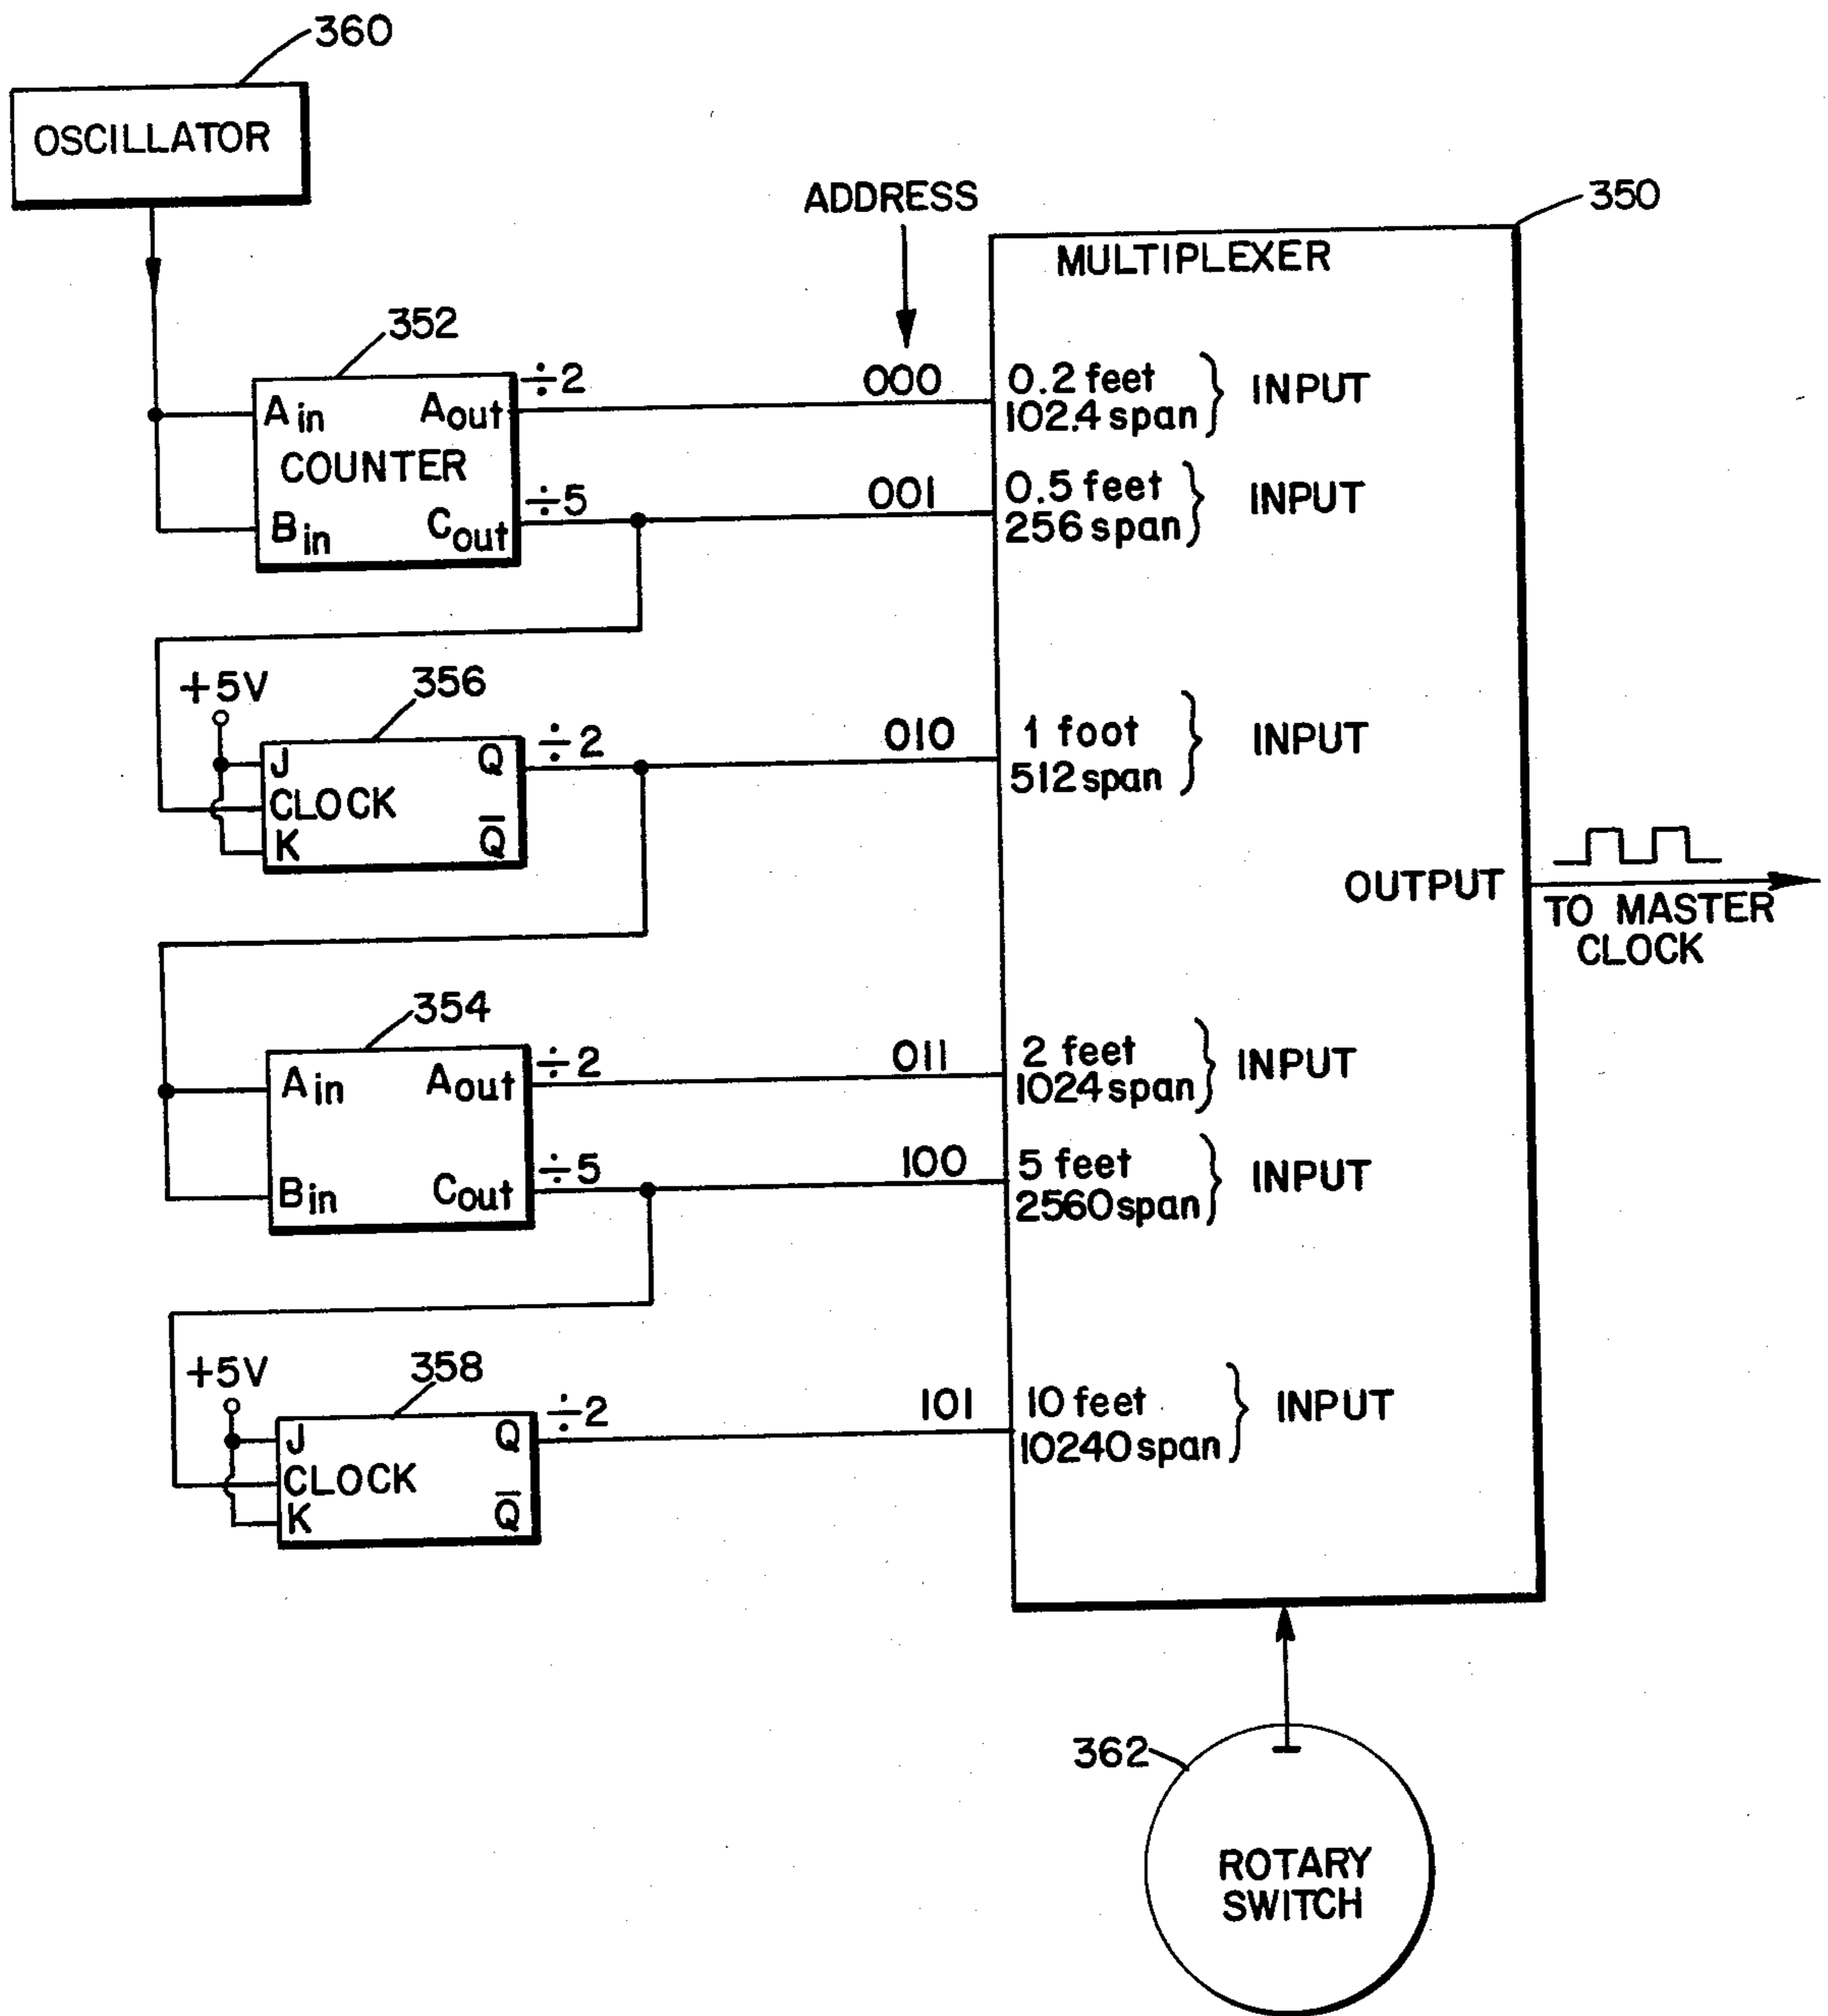 360
OSCILLATOR
ADDRESS
350
MULTIPLEXER
352
Ain Aout ÷2
COUNTER
Bin Cout ÷5
000
0.2 feet
102.4 span } INPUT
001
0.5 feet
256 span } INPUT
+5V
356
J Q ÷2
CLOCK
K Q̅
010
1 foot
512 span } INPUT
OUTPUT
TO MASTER
CLOCK
354
Ain Aout ÷2
Bin Cout ÷5
011
2 feet
1024 span } INPUT
100
5 feet
2560 span } INPUT
+5V
358
J Q ÷2
CLOCK
K Q̅
101
10 feet
10240 span } INPUT
362
ROTARY
SWITCH